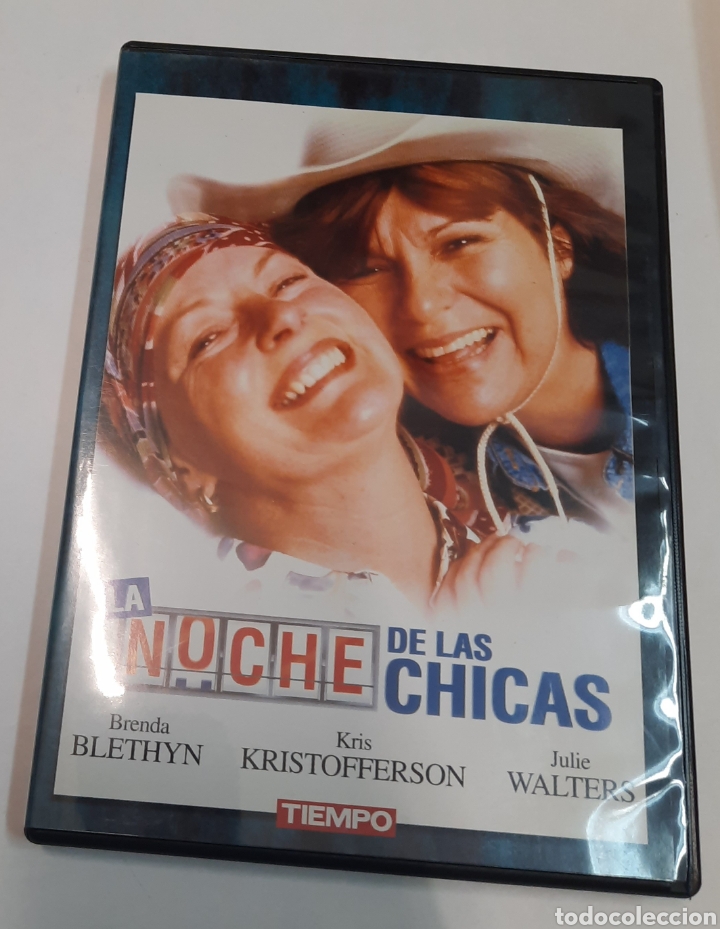 LA
NOCHE
DE LAS
CHICAS
Brenda
BLETHYN
Kris
KRISTOFFERSON
Julie
WALTERS
TIEMPO
todocoleccion